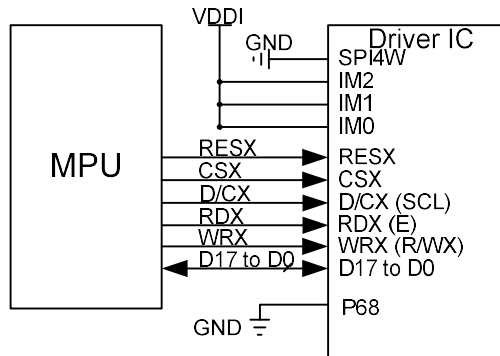 VDDI
GND
Driver IC
SPI4W
IM2
IM1
IM0
MPU
RESX
RESX
CSX
CSX
D/CX
D/CX (SCL)
RDX
RDX (E)
WRX
WRX (R/WX)
D17 to D0
D17 to D0
P68
GND